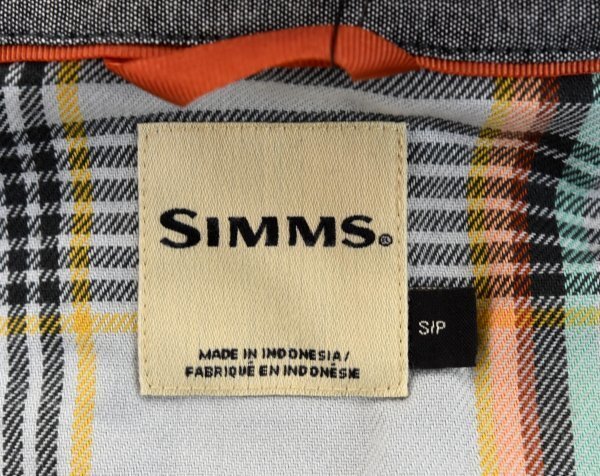 SIMMS®
S/P
MADE IN INDONESIA/
FABRIQUÉ EN INDONÉSIE